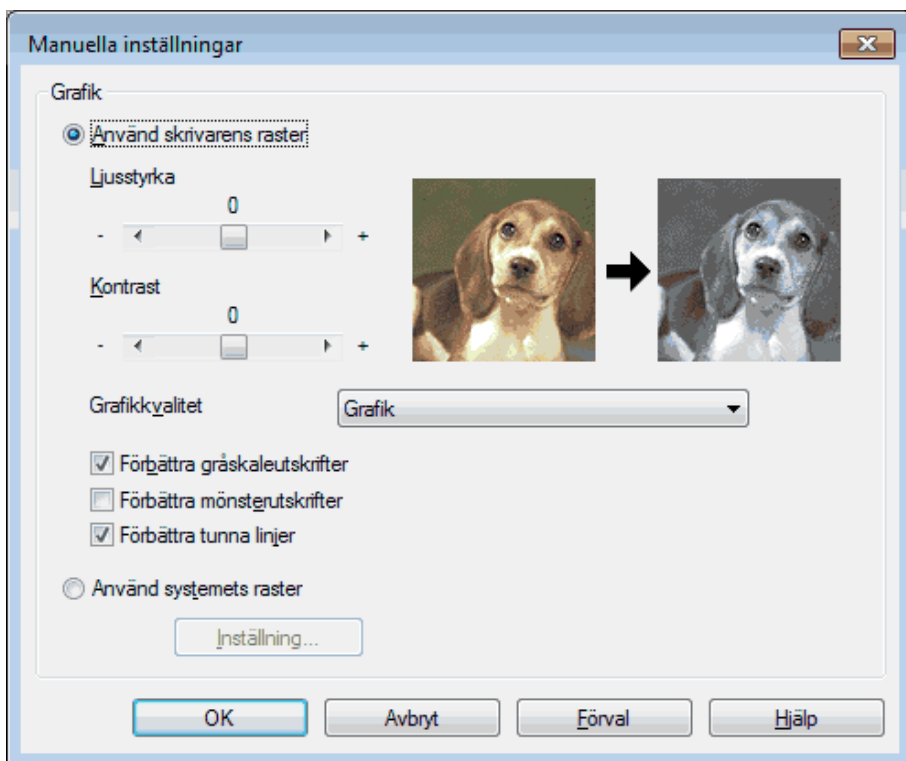 Manuella inställningar
Grafik
Använd skrivarens raster
Ljusstyrka
0
- +
Kontrast
0
- +
Grafikkvalitet Grafik
Förbättra gråskaleutskrifter
Förbättra mönsterutskrifter
Förbättra tunna linjer
Använd systemets raster
Inställning...
OK Avbryt Förval Hjälp